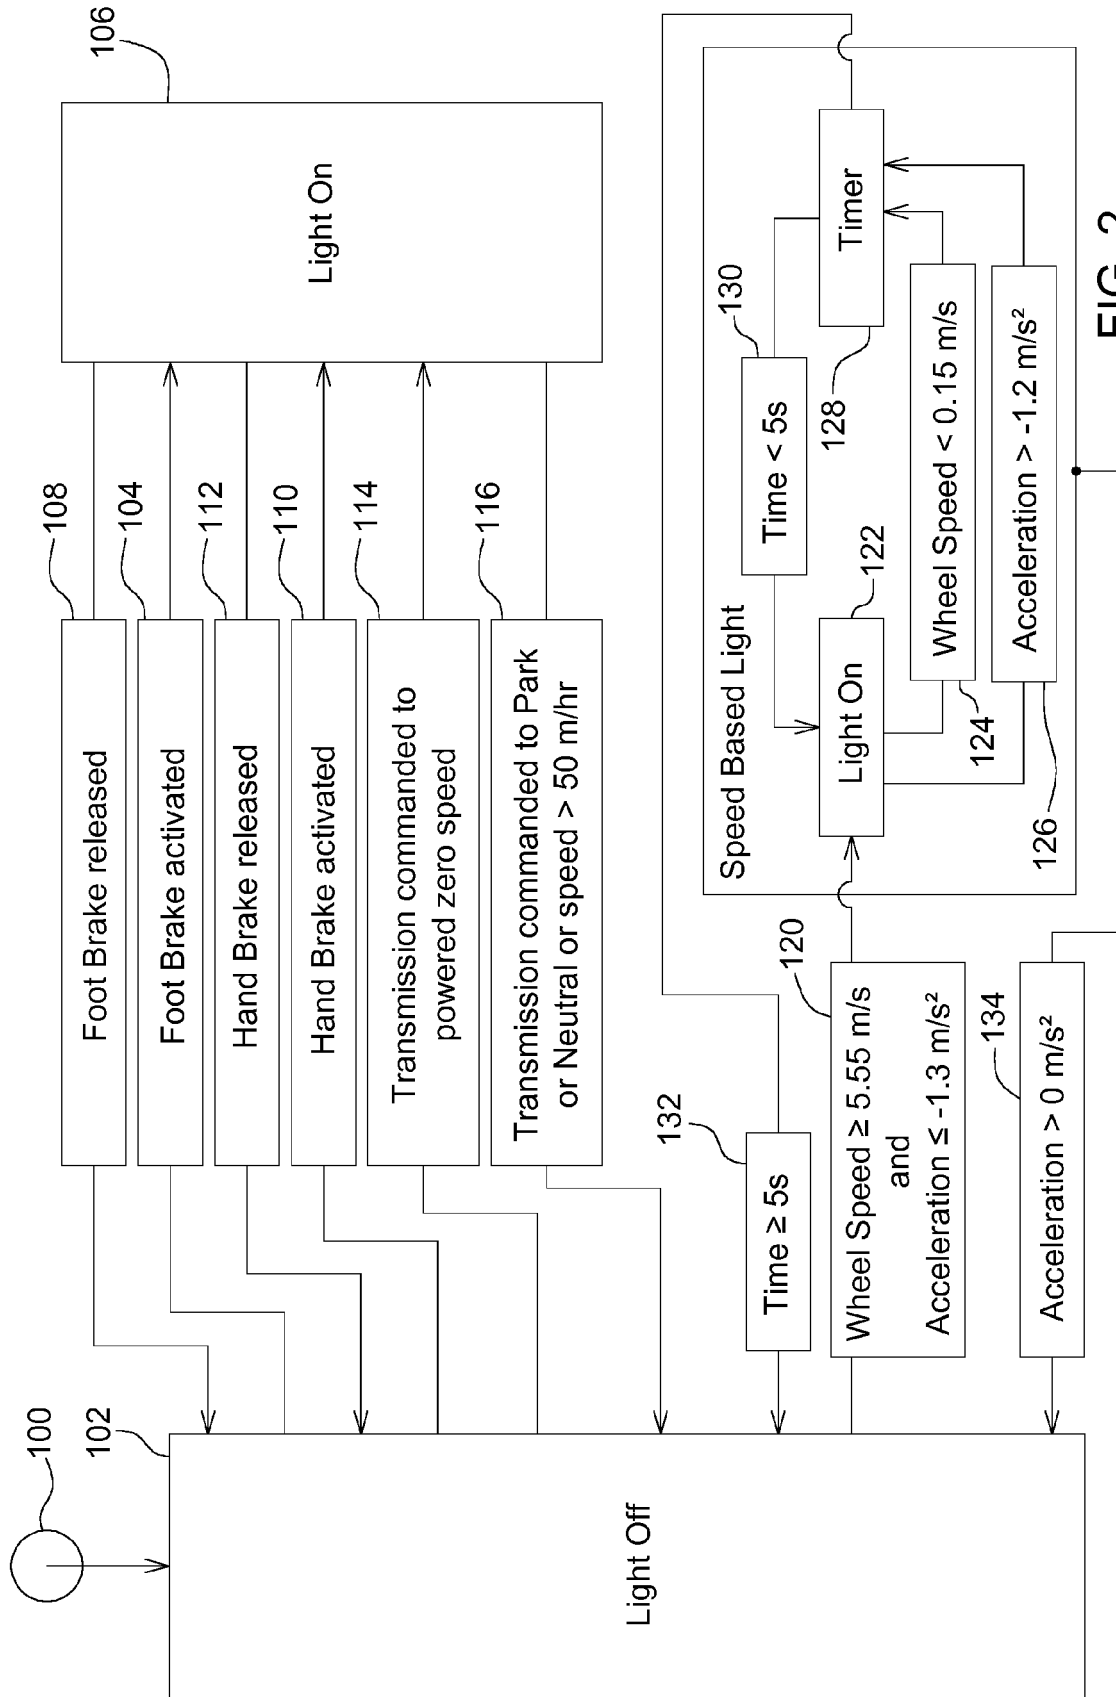 100
102
Light Off
106
Light On
108
Foot Brake released
104
Foot Brake activated
112
Hand Brake released
110
Hand Brake activated
114
Transmission commanded to
powered zero speed
116
Transmission commanded to Park
or Neutral or speed > 50 m/hr
132
Time ≥ 5s
120
Wheel Speed ≥ 5.55 m/s
and
Acceleration ≤ -1.3 m/s²
134
Acceleration > 0 m/s²
Speed Based Light
130
Time < 5s
122
Light On
128
Timer
124
Wheel Speed < 0.15 m/s
126
Acceleration > -1.2 m/s²
FIG. 2